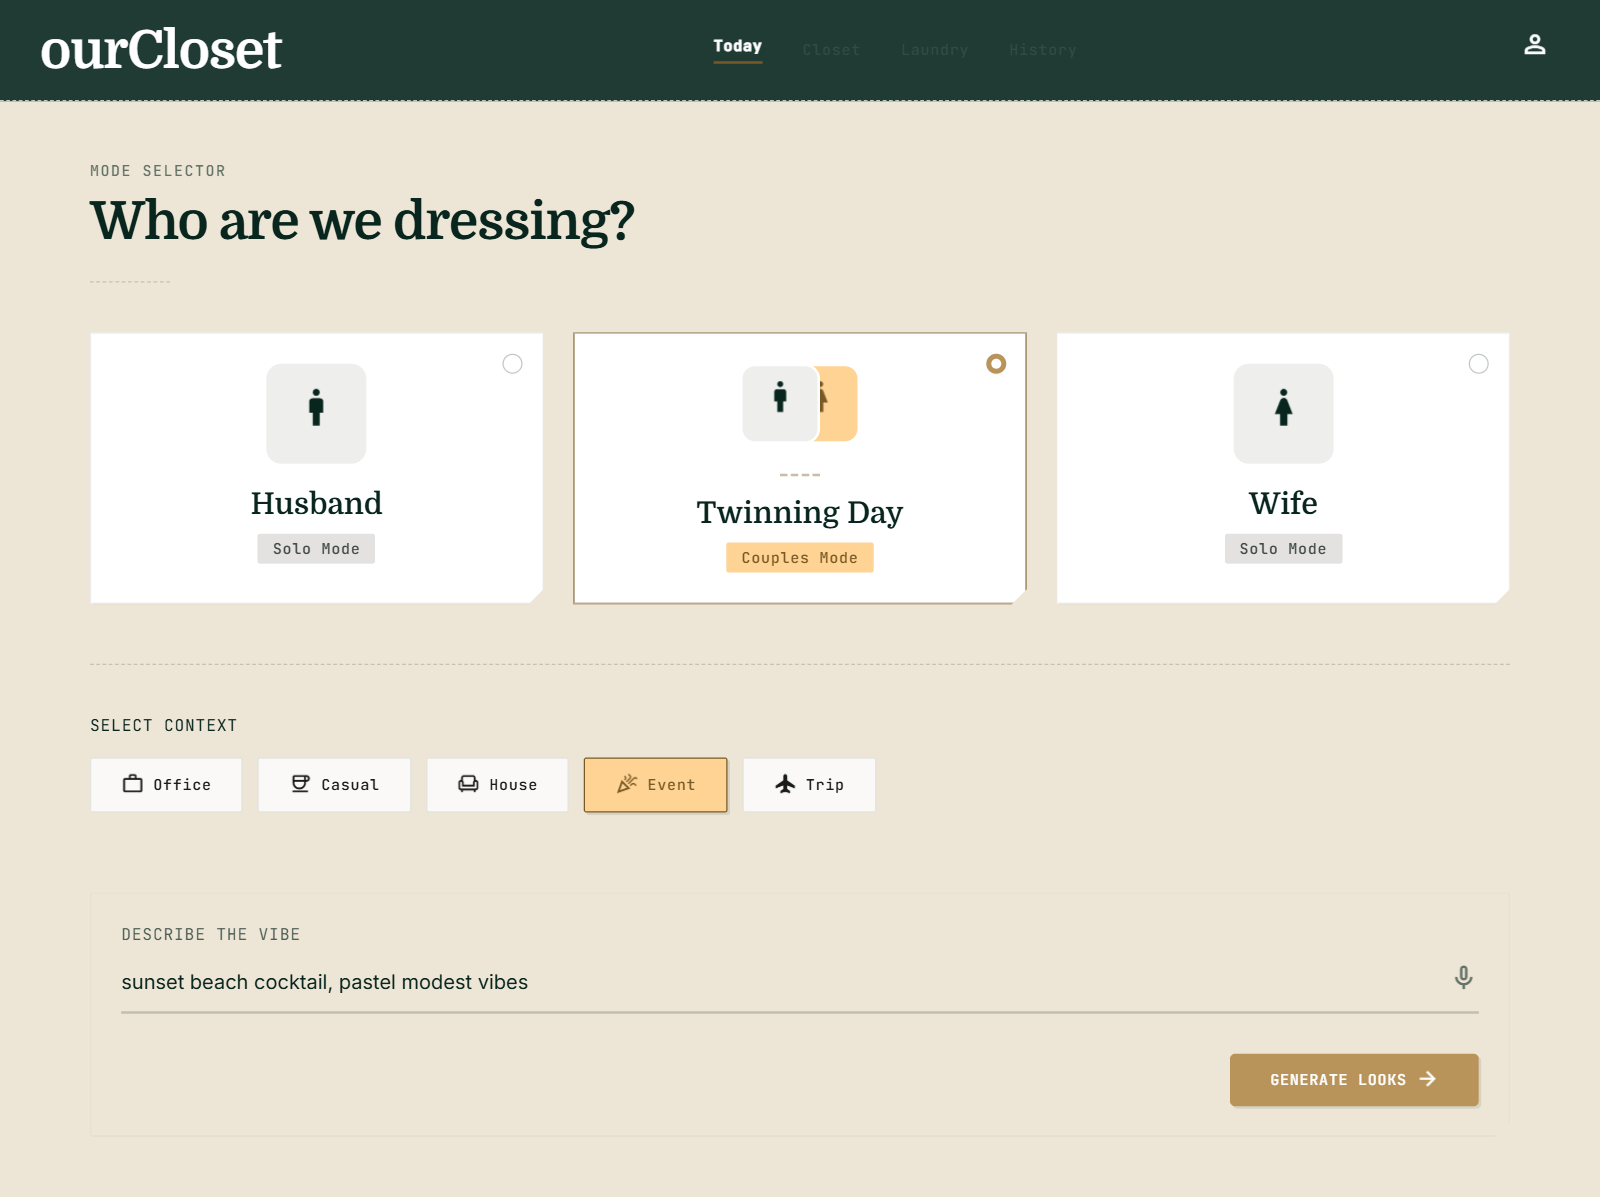 ourCloset
Today Closet Laundry History
MODE SELECTOR
Who are we dressing?
Husband
Solo Mode
Twinning Day
Couples Mode
Wife
Solo Mode
SELECT CONTEXT
Office Casual House Event Trip
DESCRIBE THE VIBE
sunset beach cocktail, pastel modest vibes
GENERATE LOOKS